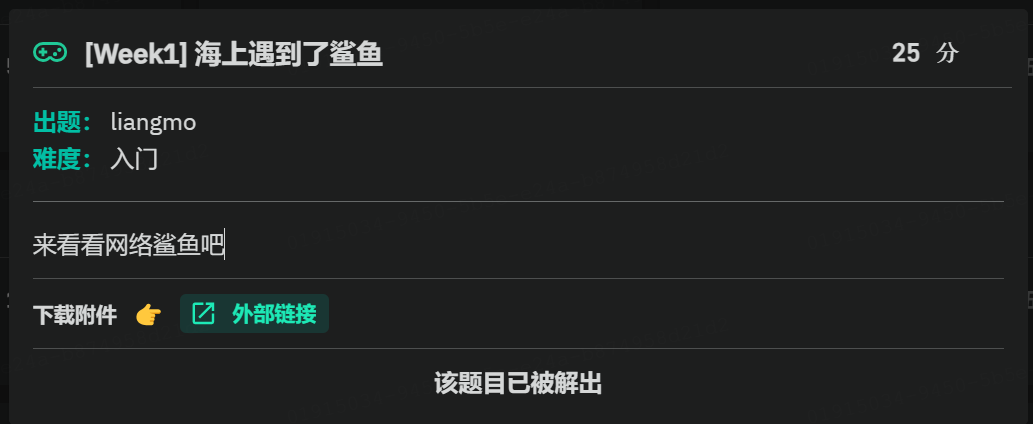 [Week1] 海上遇到了鲨鱼 25 分
出题： liangmo
难度： 入门
来看看网络鲨鱼吧
下载附件 👉 外部链接
该题目已被解出